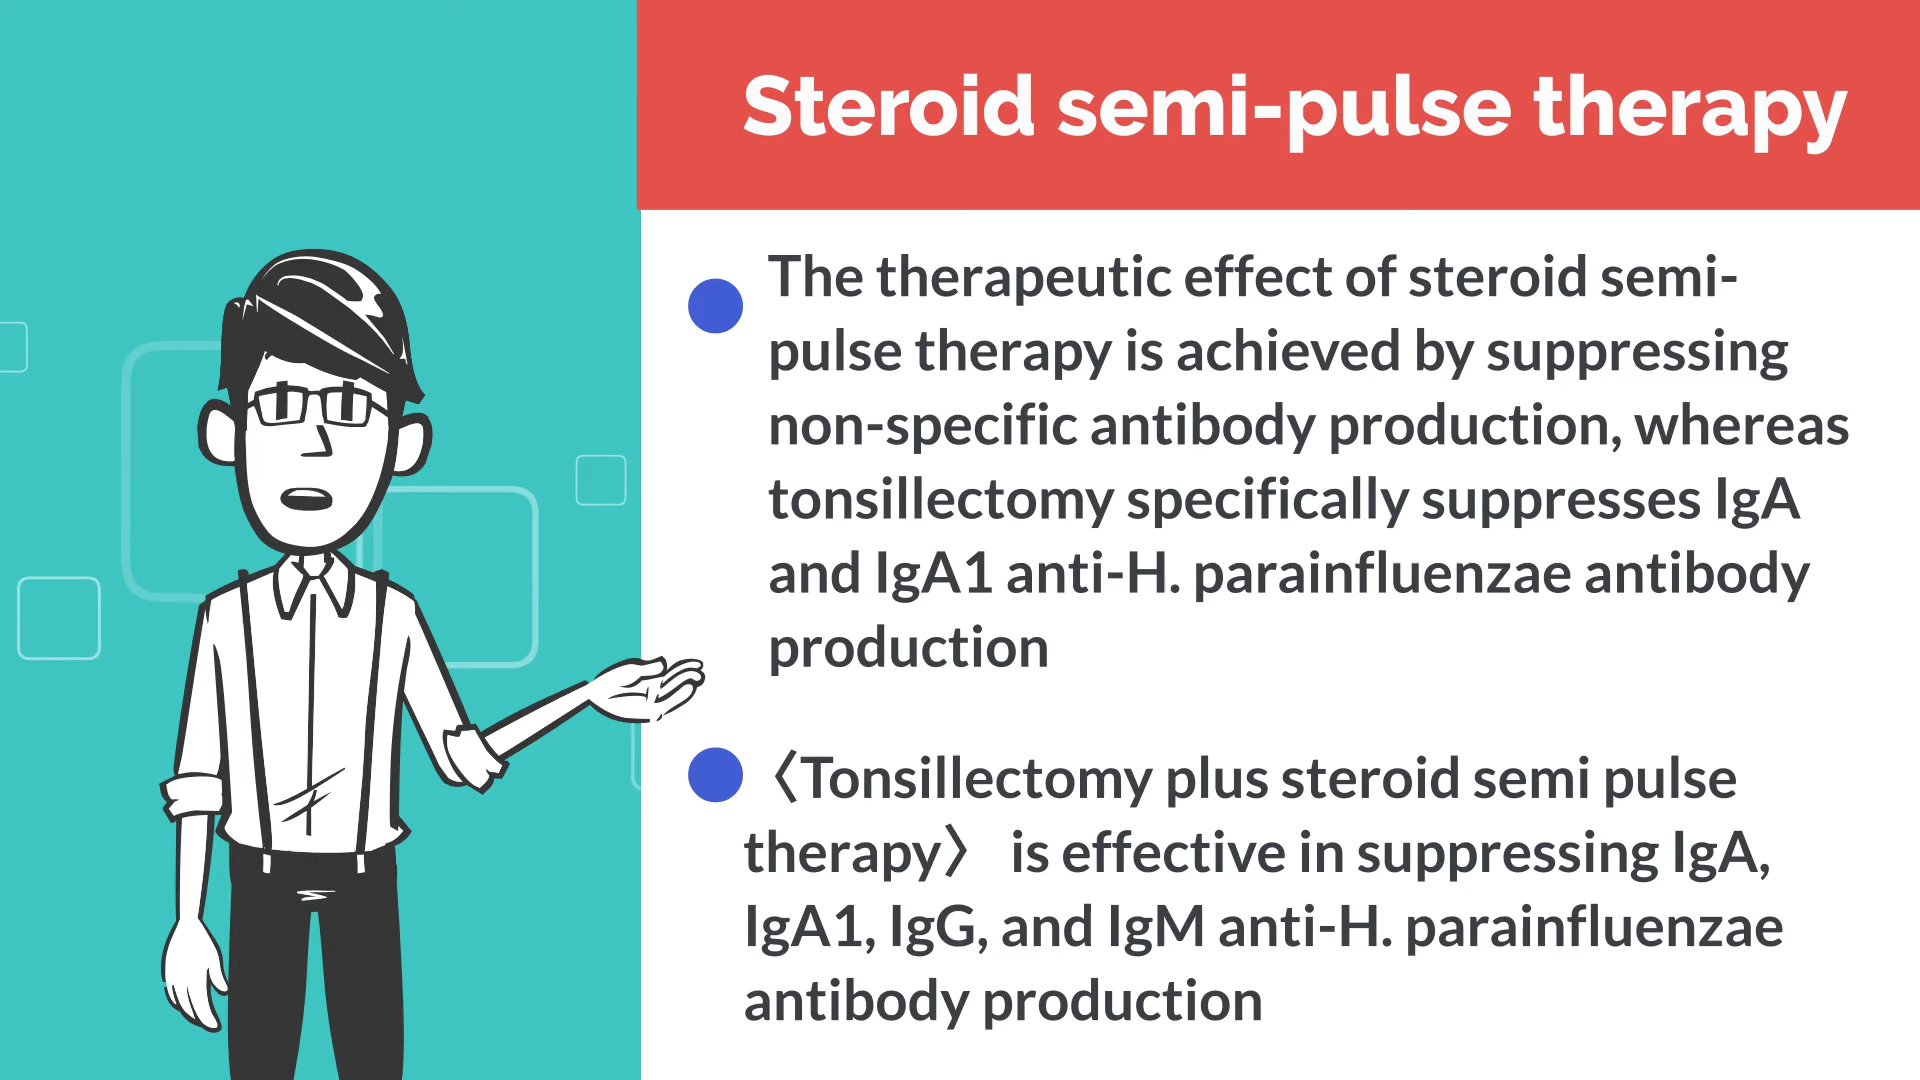 Steroid semi-pulse therapy
The therapeutic effect of steroid semi-
pulse therapy is achieved by suppressing
non-specific antibody production, whereas
tonsillectomy specifically suppresses IgA
and IgA1 anti-H. parainfluenzae antibody
production
〈Tonsillectomy plus steroid semi pulse
therapy〉 is effective in suppressing IgA,
IgA1, IgG, and IgM anti-H. parainfluenzae
antibody production